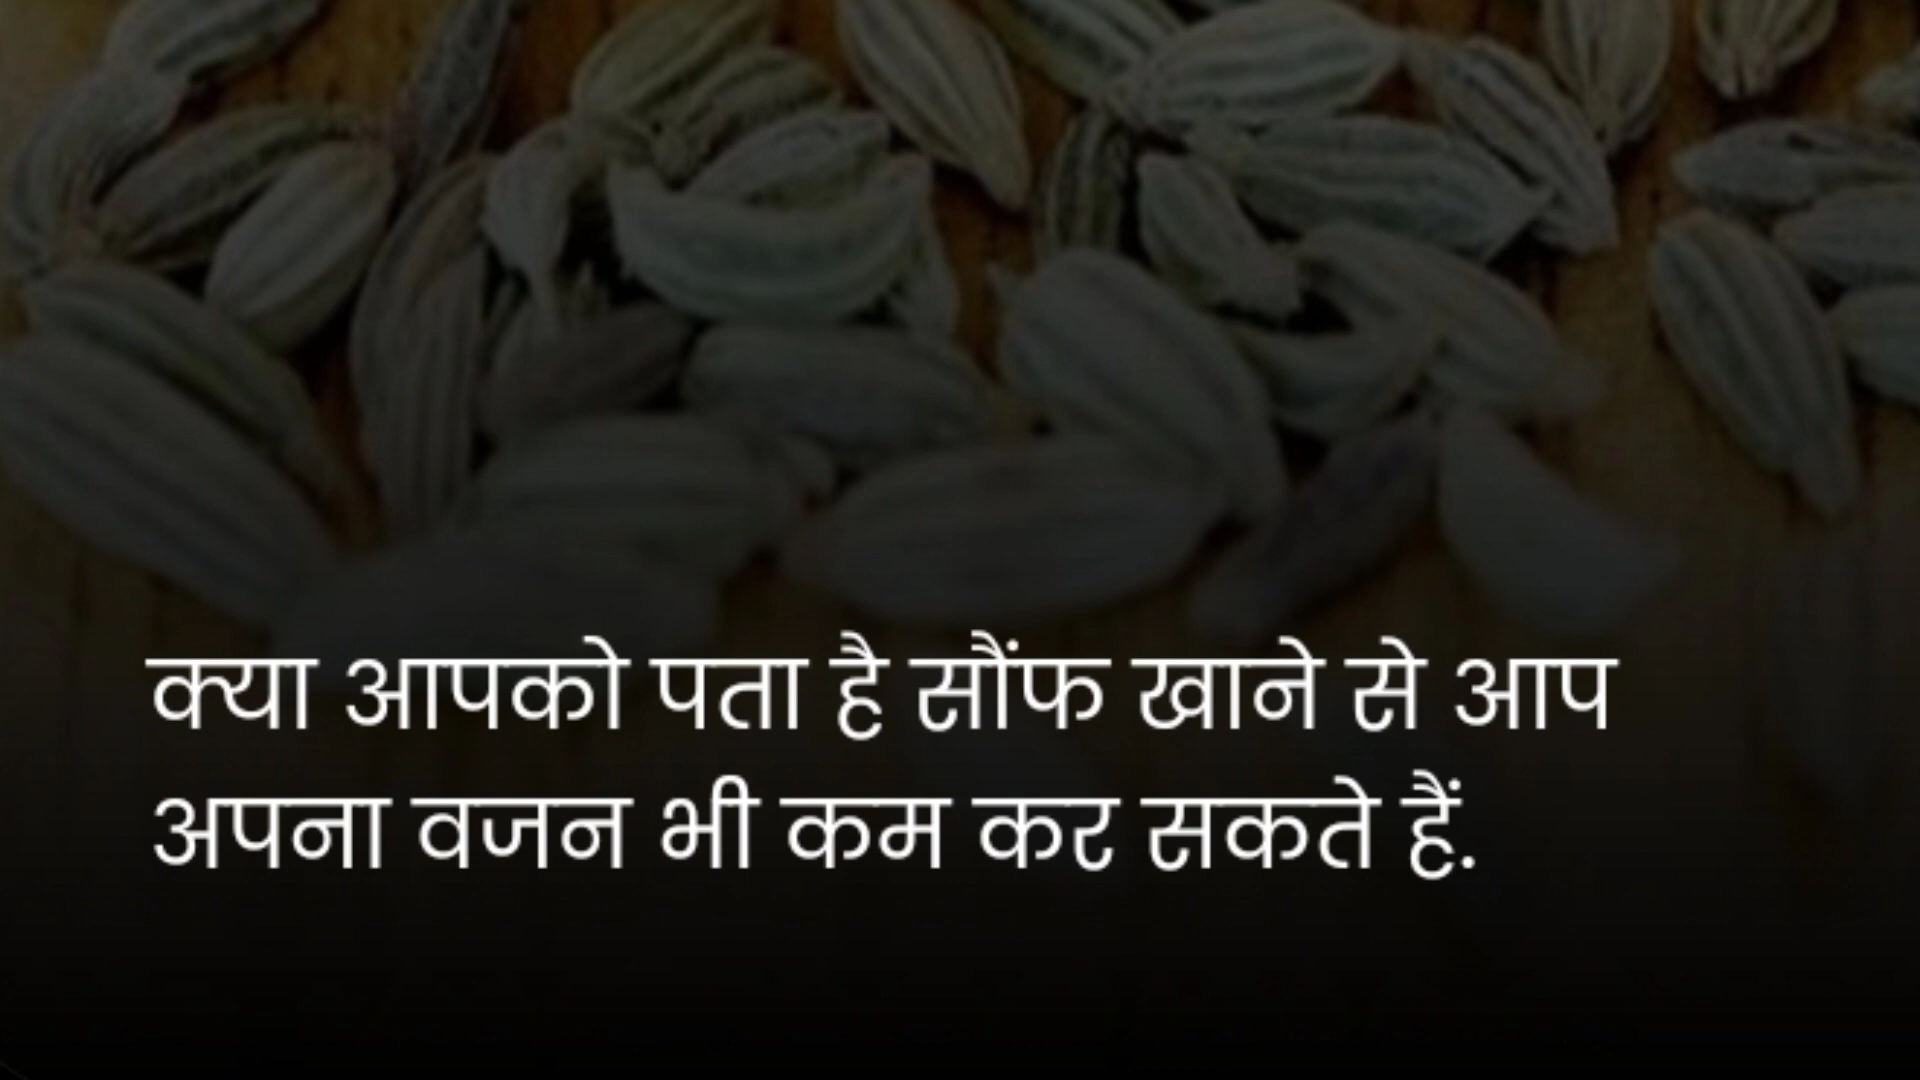 क्या आपको पता है सौंफ खाने से आप
अपना वजन भी कम कर सकते हैं.